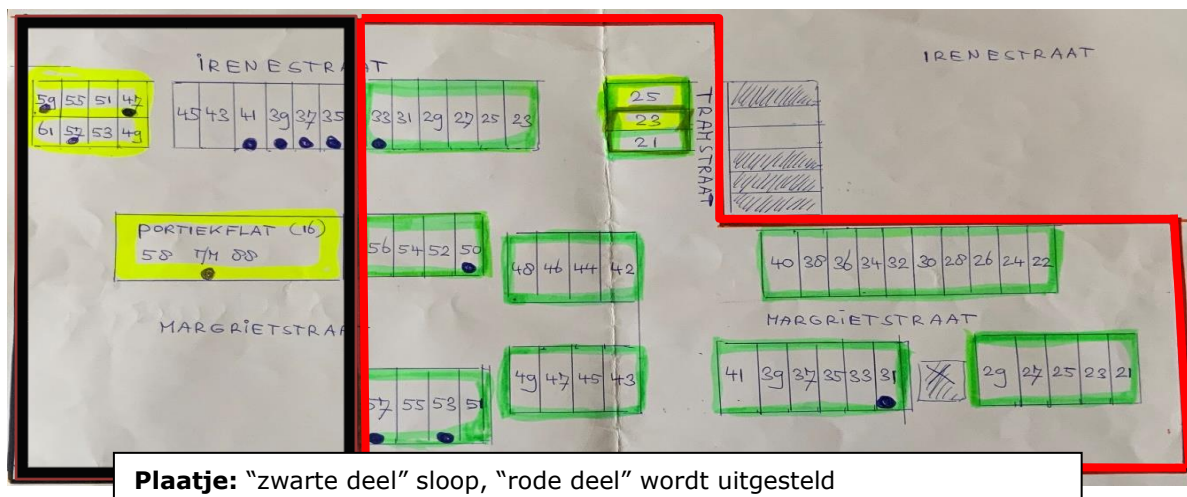 IRENESTRAAT
IRENESTRAAT
59 55 51 47
61 57 53 49
45 43 41 39 37 35
33 31 29 27 25 23
25
23
21
TRAMSTRAAT
PORTIEKFLAT (16)
58 T/M 88
56 54 52 50
48 46 44 42
40 38 36 34 32 30 28 26 24 22
MARGRIETSTRA
MARGRIETSTRAAT
57 55 53 51
49 47 45 43
41 39 37 35 33 31
29 27 25 23 21
Plaatje: “zwarte deel” sloop, “rode deel” wordt uitgesteld